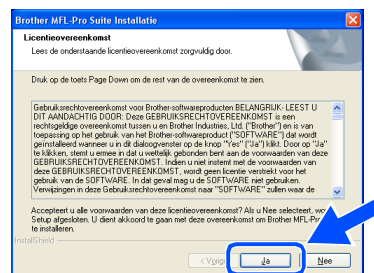 Brother MFL-Pro Suite Installatie
Licentieovereenkomst
Lees de onderstaande licentieovereenkomst zorgvuldig door.
Druk op de toets Page Down om de rest van de overeenkomst te zien.
Gebruiksrechtovereenkomst voor Brother-softwareproducten BELANGRIJK- LEEST U
DIT AANDACHTIG DOOR: Deze GEBRUIKSRECHTOVEREENKOMST is een
rechtsgeldige overeenkomst tussen u en Brother Industries, Ltd. ("Brother") en is van
toepassing op het gebruik van het Brother-softwareproduct ("SOFTWARE") dat wordt
geïnstalleerd wanneer u in dit dialoogvenster op de knop "Yes" ("Ja") klikt. Door op "Ja"
te klikken, stemt u ermee in dat u wettelijk gebonden bent aan de voorwaarden van deze
GEBRUIKSRECHTOVEREENKOMST. Indien u niet instemt met de voorwaarden van
deze GEBRUIKSRECHTOVEREENKOMST, wordt geen licentie verstrekt voor het
gebruik van de SOFTWARE. In dat geval mag u de SOFTWARE niet gebruiken.
Verwijzingen in deze Gebruiksrechtovereenkomst naar "SOFTWARE" zullen waar de
Accepteert u alle voorwaarden van deze licentieovereenkomst? Als u Nee selecteert, wo
Setup afgesloten. U dient akkoord te gaan met deze overeenkomst om Brother MFL-Pro
te installeren.
InstallShield
< Vorig
Ja
Nee